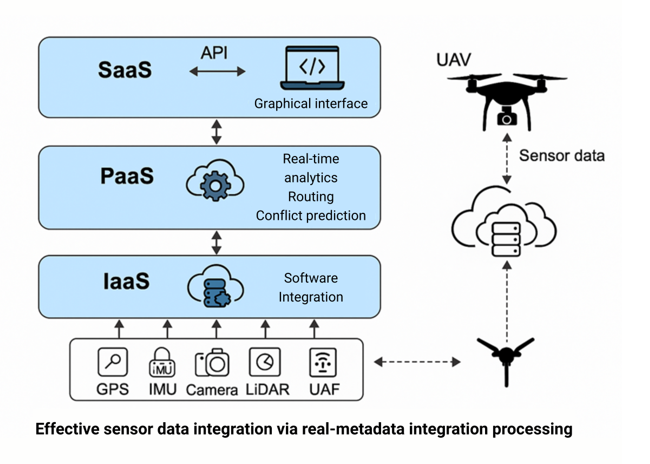 SaaS
API
</>
Graphical interface
PaaS
Real-time
analytics
Routing
Conflict prediction
IaaS
Software
Integration
GPS
iMU
IMU
Camera
LiDAR
UAF
UAV
Sensor data
Effective sensor data integration via real-metadata integration processing